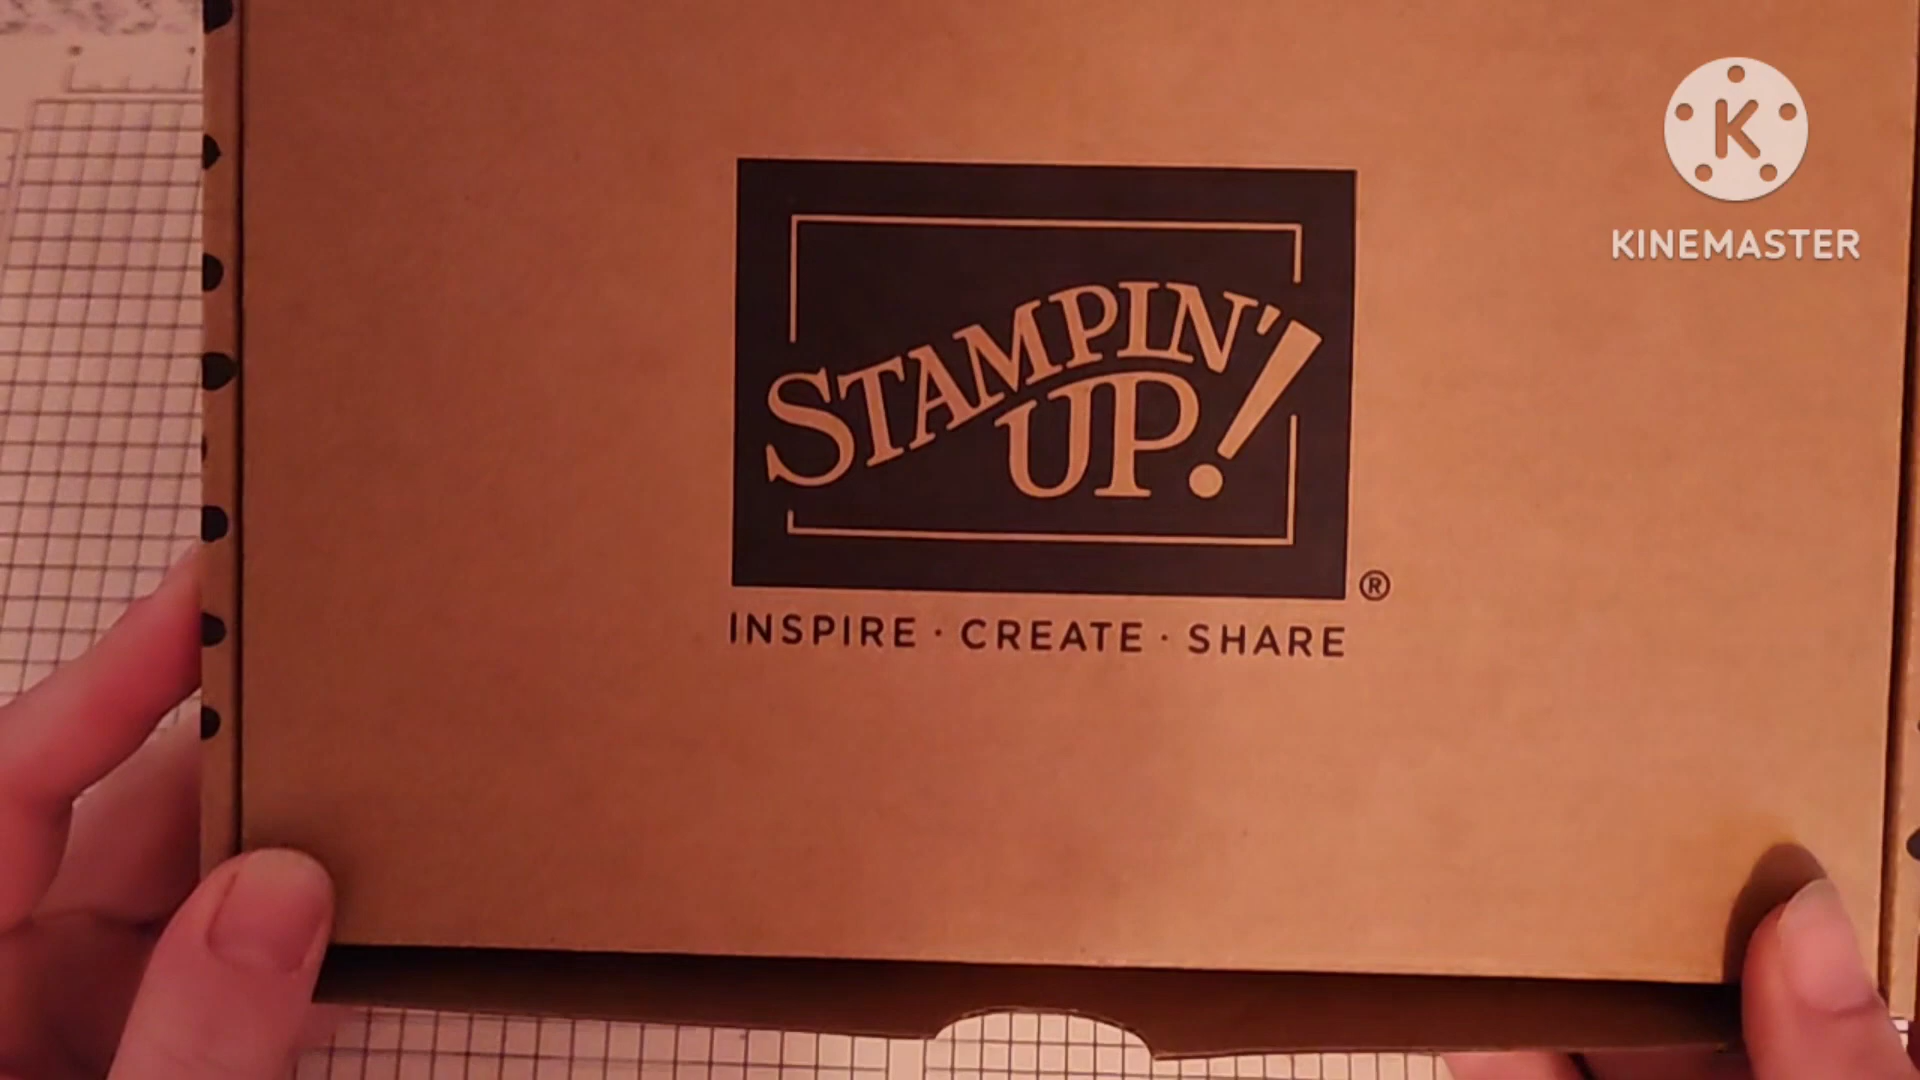 K
KINEMASTER
STAMPIN'
UP!
®
INSPIRE · CREATE · SHARE